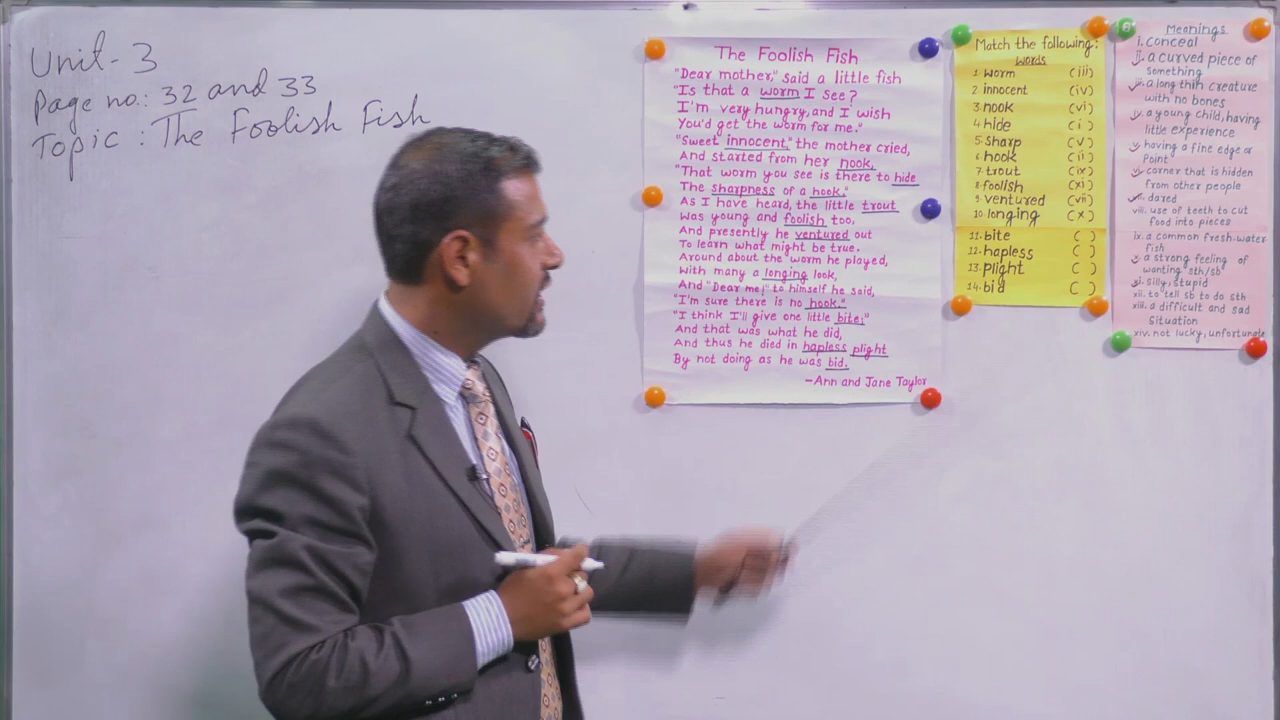 Unit-3
Page no.: 32 and 33
Topic : The Foolish Fish
The Foolish Fish
"Dear mother," said a little fish
"Is that a worm I see?
I'm very hungry, and I wish
You'd get the worm for me."
"Sweet innocent," the mother cried,
And started from her nook,
"That worm you see is there to hide
The sharpness of a hook."
As I have heard, the little trout
Was young and foolish too,
And presently he ventured out
To learn what might be true.
Around about the worm he played,
With many a longing look,
And "Dear me!" to himself he said,
"I'm sure there is no hook."
"I think I'll give one little bite;"
And that was what he did,
And thus he died in hapless plight
By not doing as he was bid.
-Ann and Jane Taylor
Match the following:
Words
1. worm (iii)
2. innocent (iv)
3. nook (vi)
4. hide (i)
5. sharp (v)
6. hook (ii)
7. trout (ix)
8. foolish (xi)
9. ventured (vii)
10. longing (x)
11. bite ( )
12. hapless ( )
13. plight ( )
14. bid ( )
Meanings
i. conceal
ii. a curved piece of
something
iii. a long thin creature
with no bones
iv. a young child, having
little experience
v. having a fine edge or
Point
vi. corner that is hidden
from other people
vii. dared
viii. use of teeth to cut
food into pieces
ix. a common fresh-water
fish
x. a strong feeling of
wanting sth/sb
xi. silly, stupid
xii. to tell sb to do sth
xiii. a difficult and sad
Situation
xiv. not lucky, unfortunate